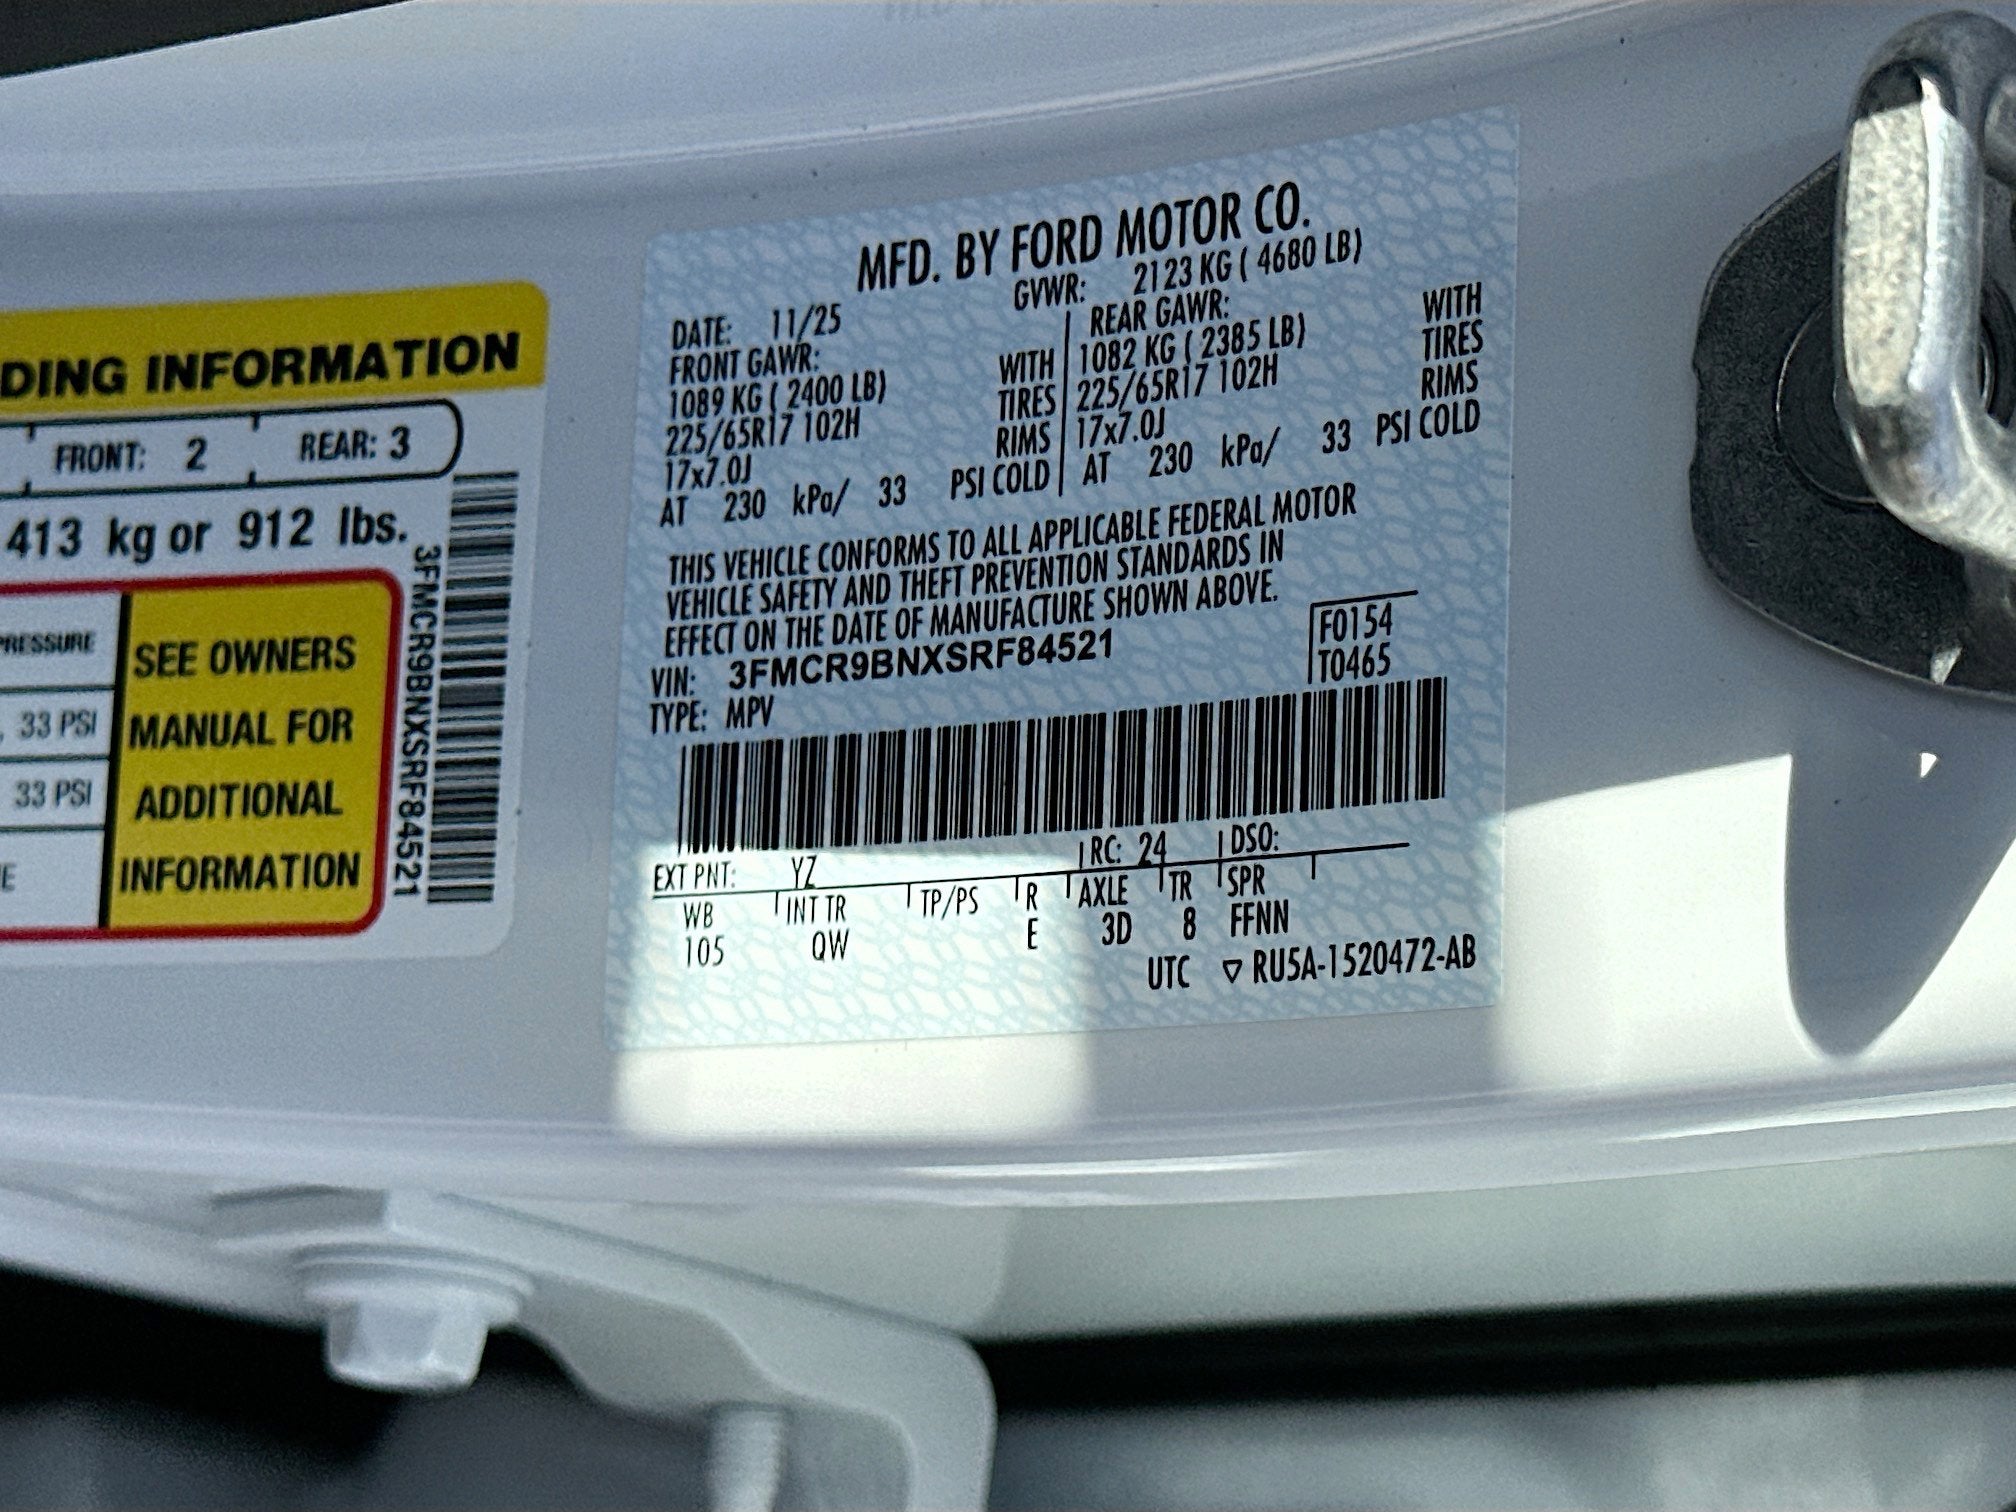 DING INFORMATION
FRONT: 2 REAR: 3
413 kg or 912 lbs.
PRESSURE
33 PSI
33 PSI
E
SEE OWNERS
MANUAL FOR
ADDITIONAL
INFORMATION
3FMCR9BNXSRF84521
MFD. BY FORD MOTOR CO.
DATE: 11/25 GVWR: 2123 KG ( 4680 LB)
FRONT GAWR:
1089 KG ( 2400 LB) WITH
225/65R17 102H TIRES
17x7.0J RIMS
AT 230 kPa/ 33 PSI COLD
REAR GAWR:
1082 KG ( 2385 LB) WITH
225/65R17 102H TIRES
17x7.0J RIMS
AT 230 kPa/ 33 PSI COLD
THIS VEHICLE CONFORMS TO ALL APPLICABLE FEDERAL MOTOR
VEHICLE SAFETY AND THEFT PREVENTION STANDARDS IN
EFFECT ON THE DATE OF MANUFACTURE SHOWN ABOVE.
VIN: 3FMCR9BNXSRF84521
TYPE: MPV
F0154
T0465
EXT PNT: YZ RC: 24 DSO:
WB INT TR TP/PS R AXLE TR SPR
105 QW E 3D 8 FFNN
UTC ▽ RU5A-1520472-AB